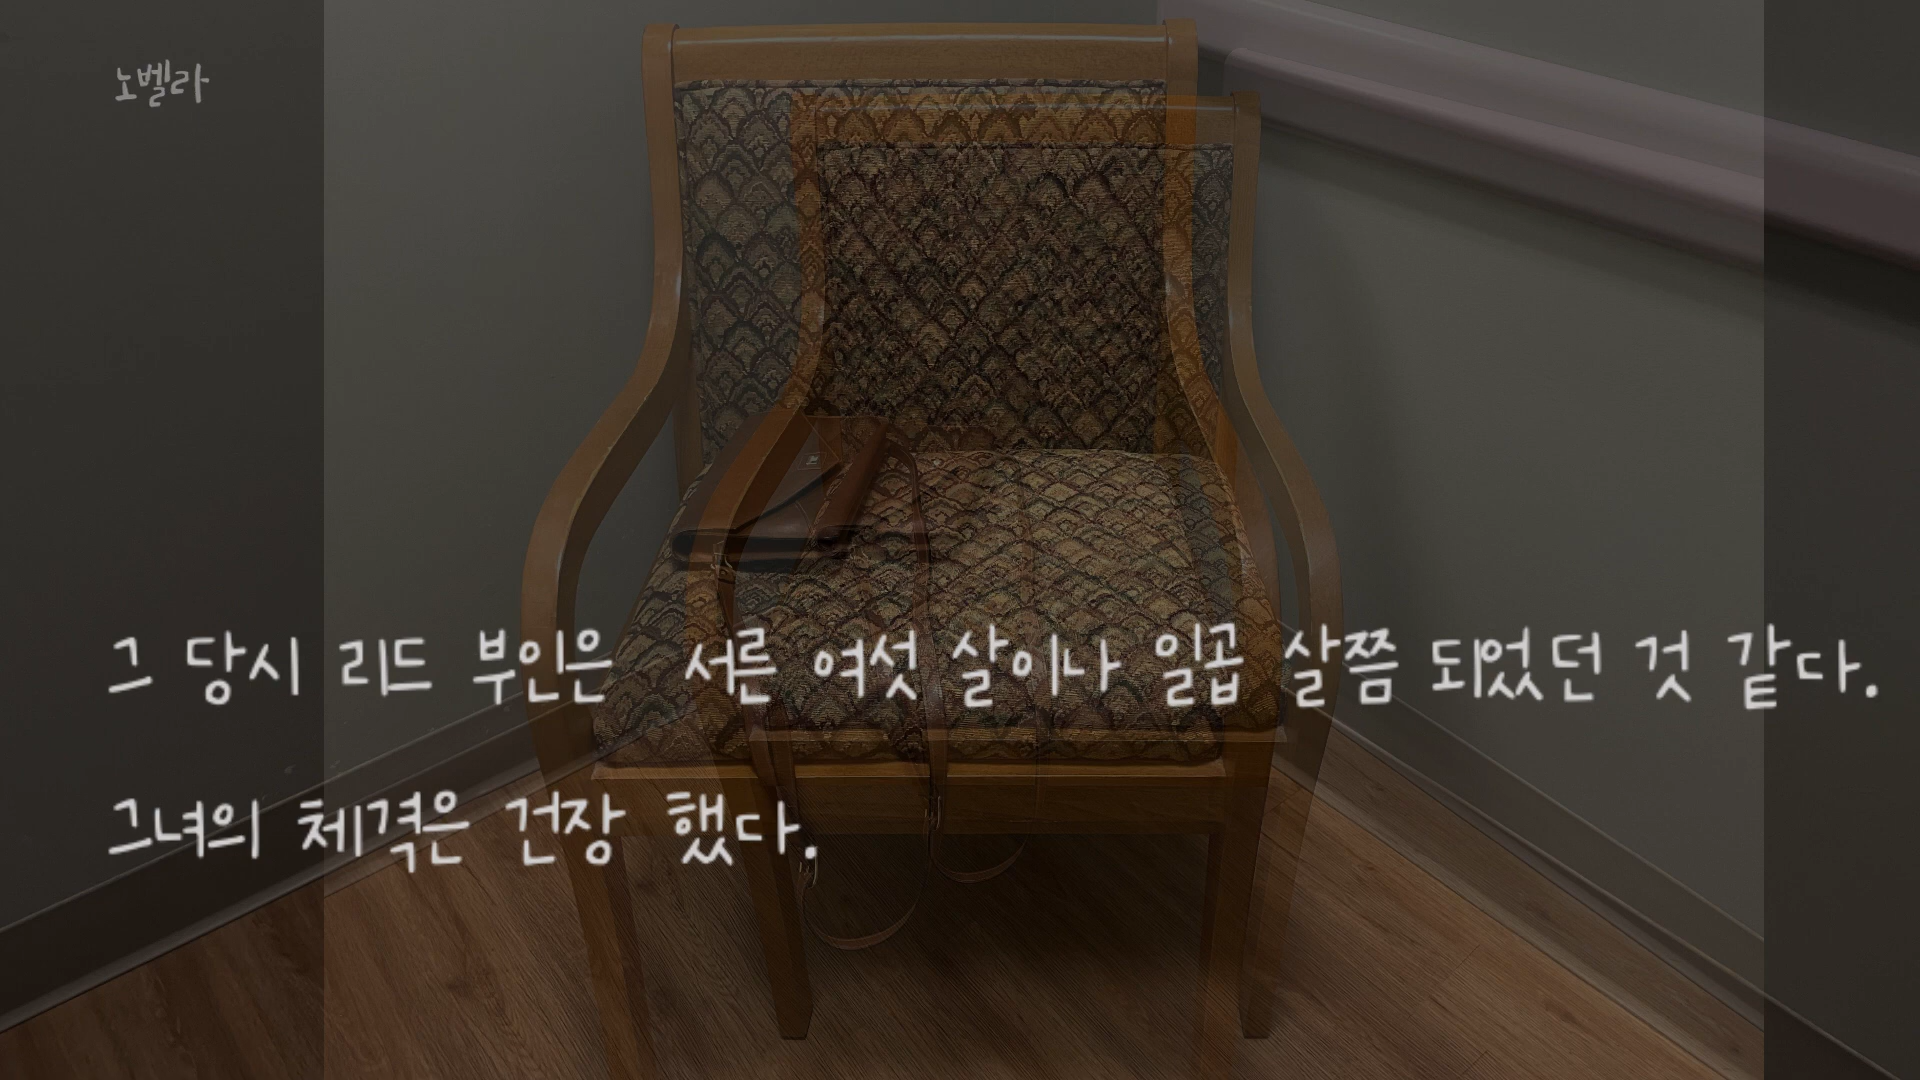 노벨라
그 당시 리드 부인은 서른 여섯 살이나 일곱 살쯤 되었던 것 같다.
그녀의 체격은 건장 했다.